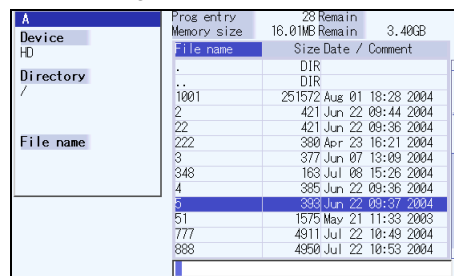 A
Device
HD
Directory
/
File name
Prog entry 28 Remain
Memory size 16.01MB Remain 3.40GB
File name Size Date / Comment
. DIR
.. DIR
1001 251572 Aug 01 18:28 2004
2 421 Jun 22 09:44 2004
22 421 Jun 22 09:36 2004
222 380 Apr 23 16:21 2004
3 377 Jun 07 13:09 2004
348 163 Jul 08 15:26 2004
4 385 Jun 22 09:36 2004
5 393 Jun 22 09:37 2004
51 1575 May 21 11:33 2003
777 4911 Jul 22 10:49 2004
888 4950 Jul 22 10:53 2004